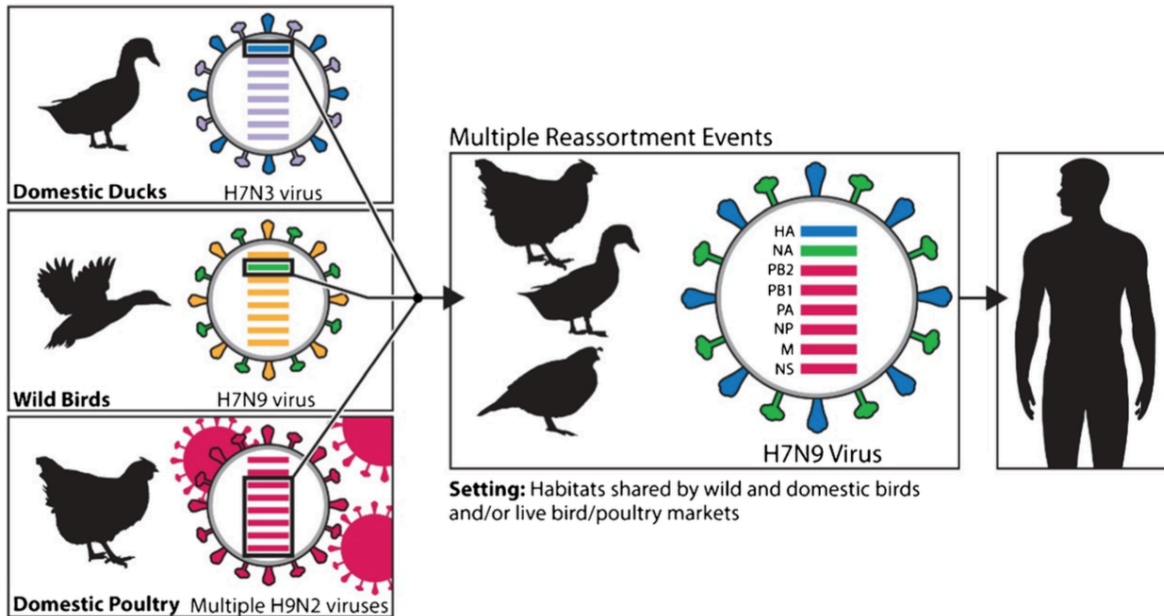 Domestic Ducks
H7N3 virus
Wild Birds
H7N9 virus
Domestic Poultry
Multiple H9N2 viruses
Multiple Reassortment Events
HA
NA
PB2
PB1
PA
NP
M
NS
H7N9 Virus
Setting: Habitats shared by wild and domestic birds
and/or live bird/poultry markets